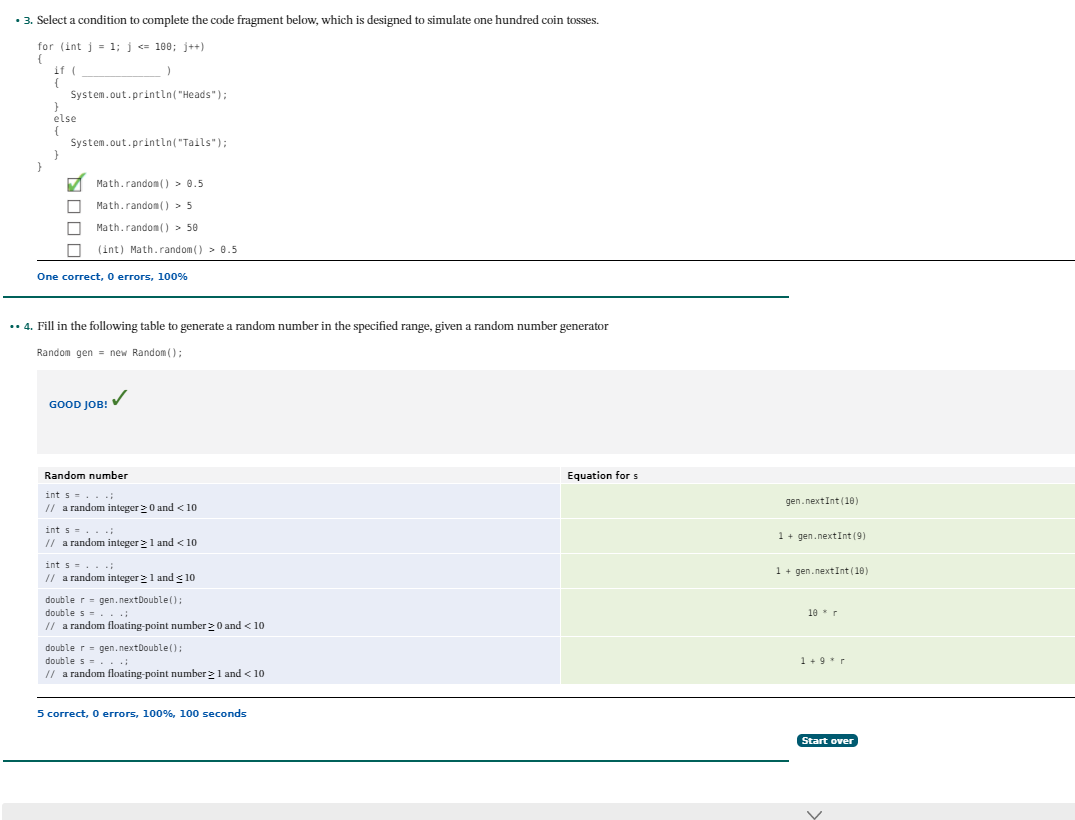 • 3. Select a condition to complete the code fragment below, which is designed to simulate one hundred coin tosses.
for (int j = 1; j <= 100; j++)
{
if ( _____________ )
{
System.out.println("Heads");
}
else
{
System.out.println("Tails");
}
}
Math.random() > 0.5
Math.random() > 5
Math.random() > 50
(int) Math.random() > 0.5
One correct, 0 errors, 100%
•• 4. Fill in the following table to generate a random number in the specified range, given a random number generator
Random gen = new Random();
GOOD JOB! ✓
Random number Equation for s
int s = . . .;
// a random integer ≥ 0 and < 10
gen.nextInt(10)
int s = . . .;
// a random integer ≥ 1 and < 10
1 + gen.nextInt(9)
int s = . . .;
// a random integer ≥ 1 and ≤ 10
1 + gen.nextInt(10)
double r = gen.nextDouble();
double s = . . .;
// a random floating-point number ≥ 0 and < 10
10 * r
double r = gen.nextDouble();
double s = . . .;
// a random floating-point number ≥ 1 and < 10
1 + 9 * r
5 correct, 0 errors, 100%, 100 seconds
Start over